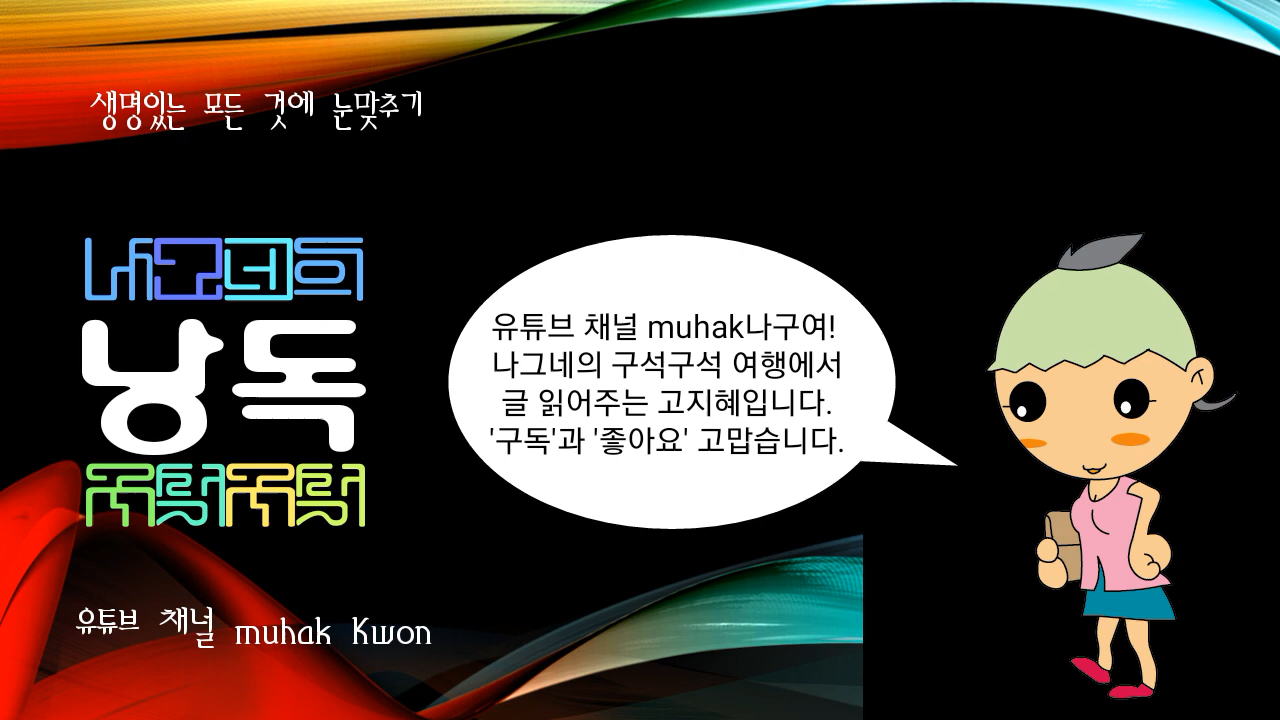 생명있는 모든 것에 눈맞추기
나그네의
낭독
구석구석
유튜브 채널 muhak나구여!
나그네의 구석구석 여행에서
글 읽어주는 고지혜입니다.
'구독'과 '좋아요' 고맙습니다.
유튜브 채널 muhak Kwon